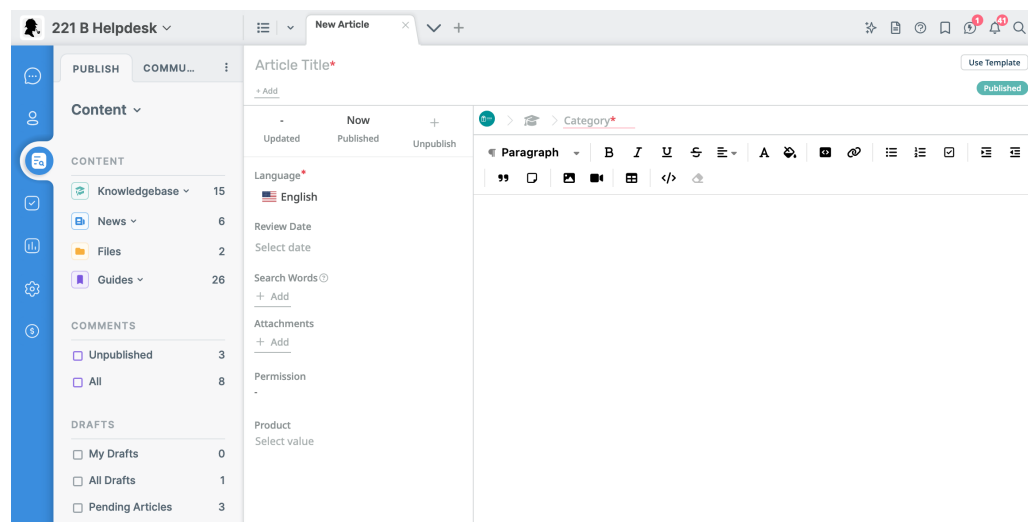 221 B Helpdesk
New Article
1
41
PUBLISH
COMMU...
Article Title*
Use Template
+ Add
Published
Content
-
Updated
Now
Published
+
Unpublish
Category*
CONTENT
Language*
Paragraph B I U S A
Knowledgebase 15
English
News 6
Review Date
Files 2
Select date
Guides 26
Search Words
+ Add
COMMENTS
Attachments
+ Add
Unpublished 3
All 8
Permission
-
DRAFTS
Product
Select value
My Drafts 0
All Drafts 1
Pending Articles 3